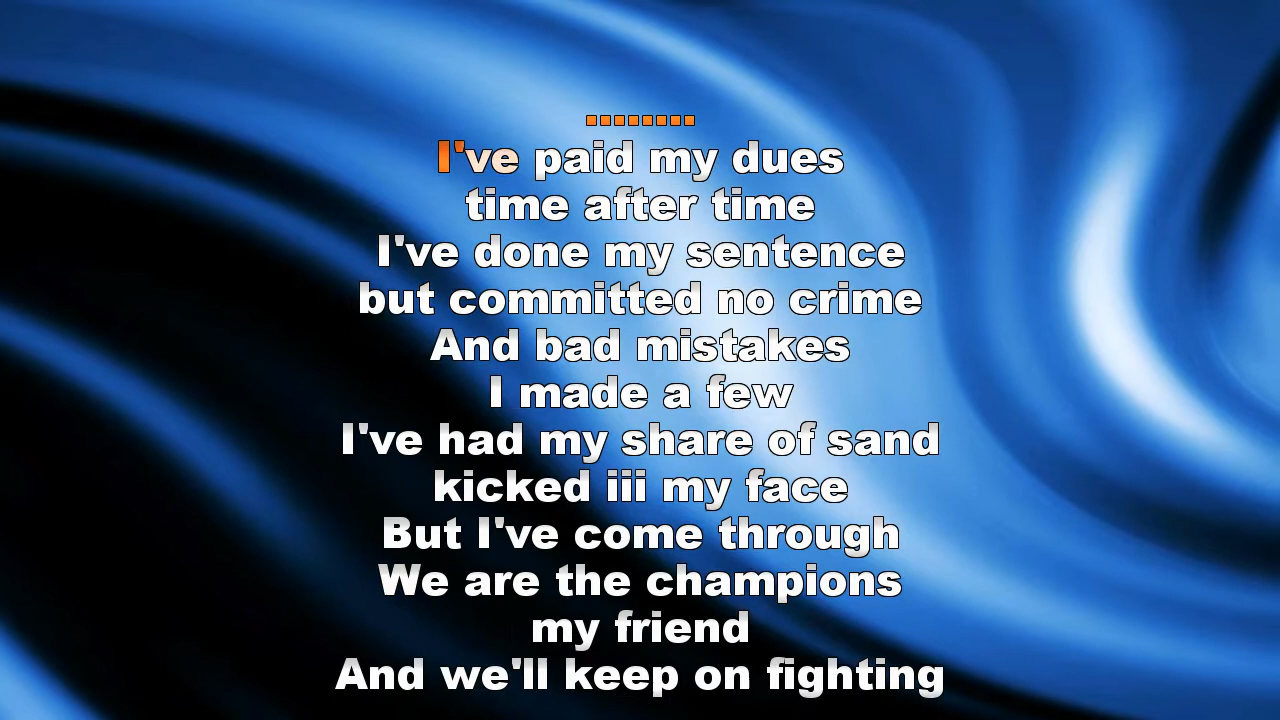 ........
I've paid my dues
time after time
I've done my sentence
but committed no crime
And bad mistakes
I made a few
I've had my share of sand
kicked iii my face
But I've come through
We are the champions
my friend
And we'll keep on fighting